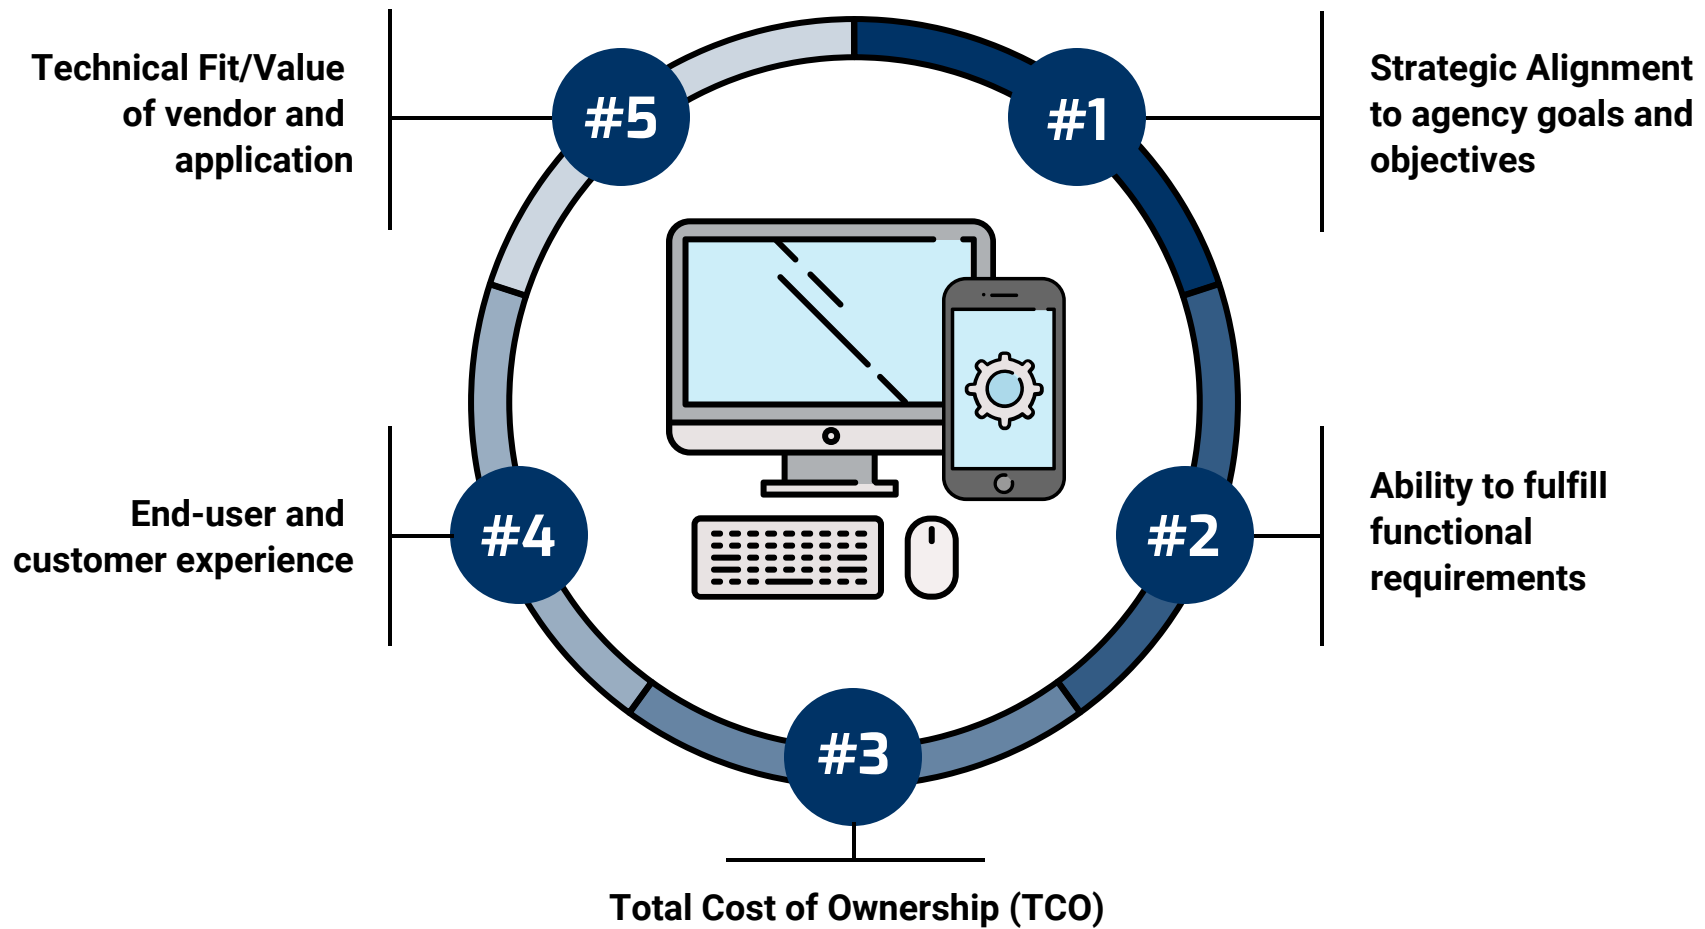 #1
Strategic Alignment
to agency goals and
objectives
#2
Ability to fulfill
functional
requirements
#3
Total Cost of Ownership (TCO)
#4
End-user and
customer experience
#5
Technical Fit/Value
of vendor and
application